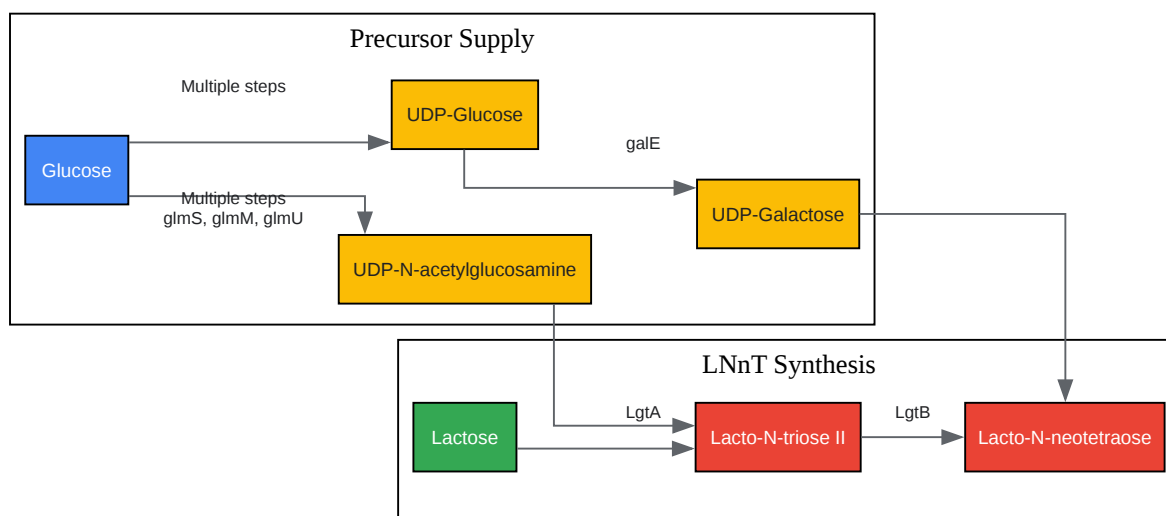 Precursor Supply
Multiple steps
UDP-Glucose
galE
Glucose
Multiple steps
glmS, glmM, glmU
UDP-Galactose
UDP-N-acetylglucosamine
LNnT Synthesis
Lactose
LgtA
Lacto-N-triose II
LgtB
Lacto-N-neotetraose